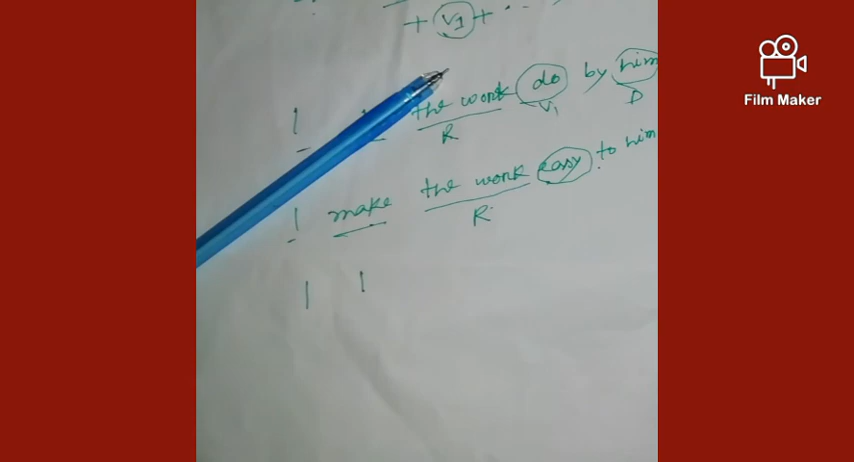 + V1 + ..
Film Maker
I the work do by him
R V1 D
I make the work easy to him
R
I I